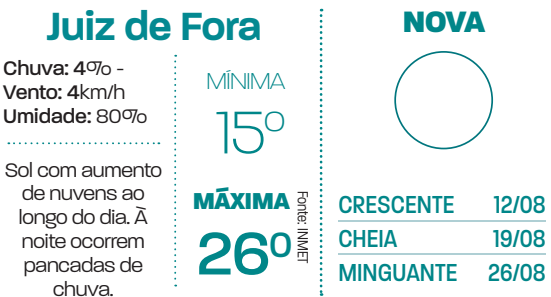 Juiz de Fora
Chuva: 4% -
Vento: 4km/h
Umidade: 80%
Sol com aumento
de nuvens ao
longo do dia. À
noite ocorrem
pancadas de
chuva.
MÍNIMA
15º
MÁXIMA
26º
Fonte: INMET
NOVA
CRESCENTE 12/08
CHEIA 19/08
MINGUANTE 26/08